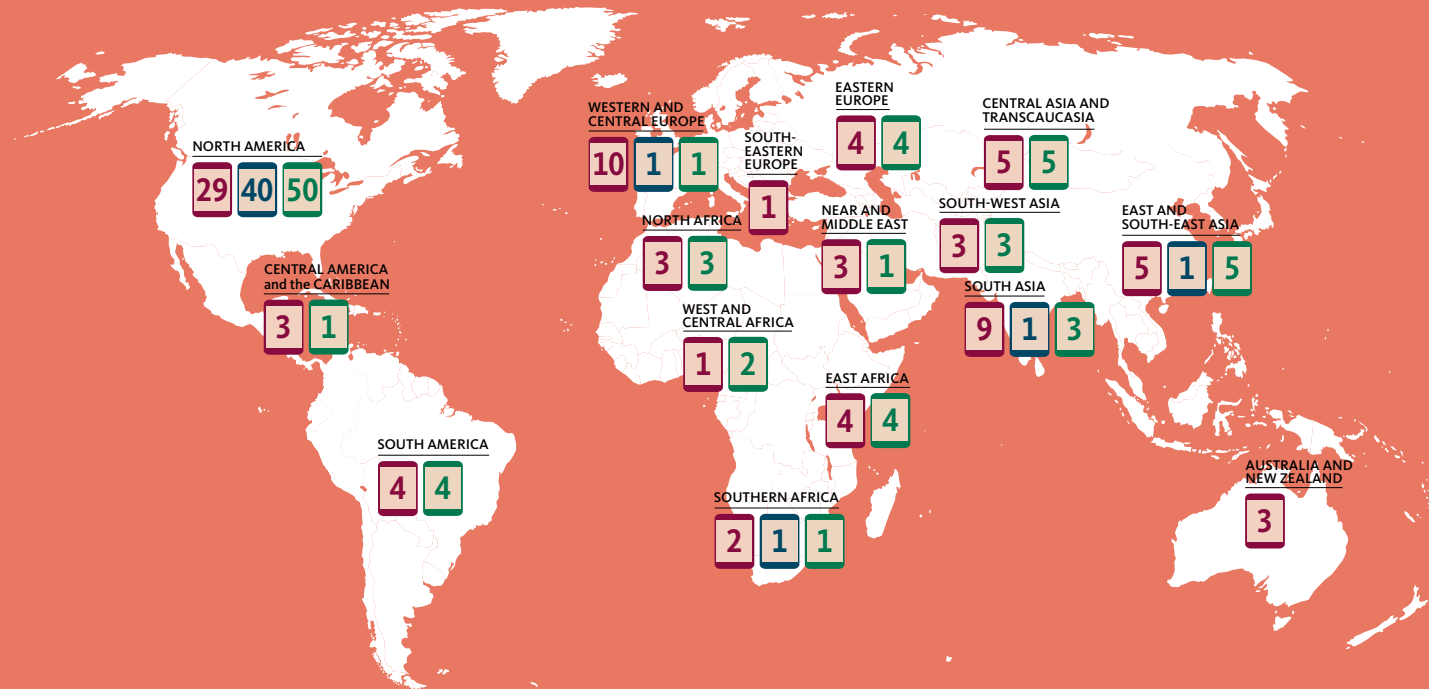 NORTH AMERICA
29 40 50
CENTRAL AMERICA
and the CARIBBEAN
3 1
SOUTH AMERICA
4 4
WESTERN AND
CENTRAL EUROPE
10 1 1
SOUTH-
EASTERN
EUROPE
1
EASTERN
EUROPE
4 4
CENTRAL ASIA AND
TRANSCAUCASIA
5 5
NORTH AFRICA
3 3
NEAR AND
MIDDLE EAST
3 1
SOUTH-WEST ASIA
3 3
EAST AND
SOUTH-EAST ASIA
5 1 5
SOUTH ASIA
9 1 3
WEST AND
CENTRAL AFRICA
1 2
EAST AFRICA
4 4
SOUTHERN AFRICA
2 1 1
AUSTRALIA AND
NEW ZEALAND
3